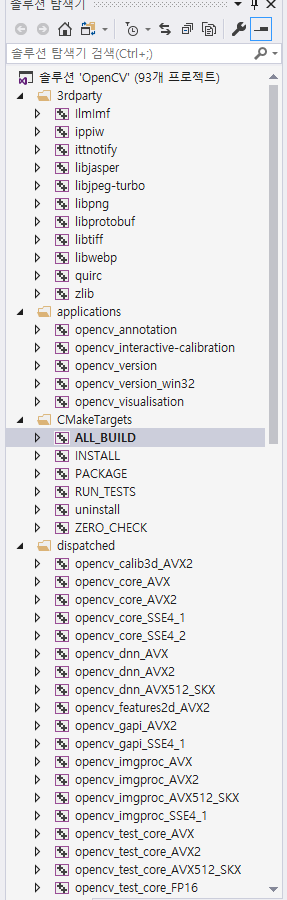 솔루션 탐색기
솔루션 탐색기 검색(Ctrl+;)
솔루션 'OpenCV' (93개 프로젝트)
3rdparty
IlmImf
ippiw
ittnotify
libjasper
libjpeg-turbo
libpng
libprotobuf
libtiff
libwebp
quirc
zlib
applications
opencv_annotation
opencv_interactive-calibration
opencv_version
opencv_version_win32
opencv_visualisation
CMakeTargets
ALL_BUILD
INSTALL
PACKAGE
RUN_TESTS
uninstall
ZERO_CHECK
dispatched
opencv_calib3d_AVX2
opencv_core_AVX
opencv_core_AVX2
opencv_core_SSE4_1
opencv_core_SSE4_2
opencv_dnn_AVX
opencv_dnn_AVX2
opencv_dnn_AVX512_SKX
opencv_features2d_AVX2
opencv_gapi_AVX2
opencv_gapi_SSE4_1
opencv_imgproc_AVX
opencv_imgproc_AVX2
opencv_imgproc_AVX512_SKX
opencv_imgproc_SSE4_1
opencv_test_core_AVX
opencv_test_core_AVX2
opencv_test_core_AVX512_SKX
opencv_test_core_FP16